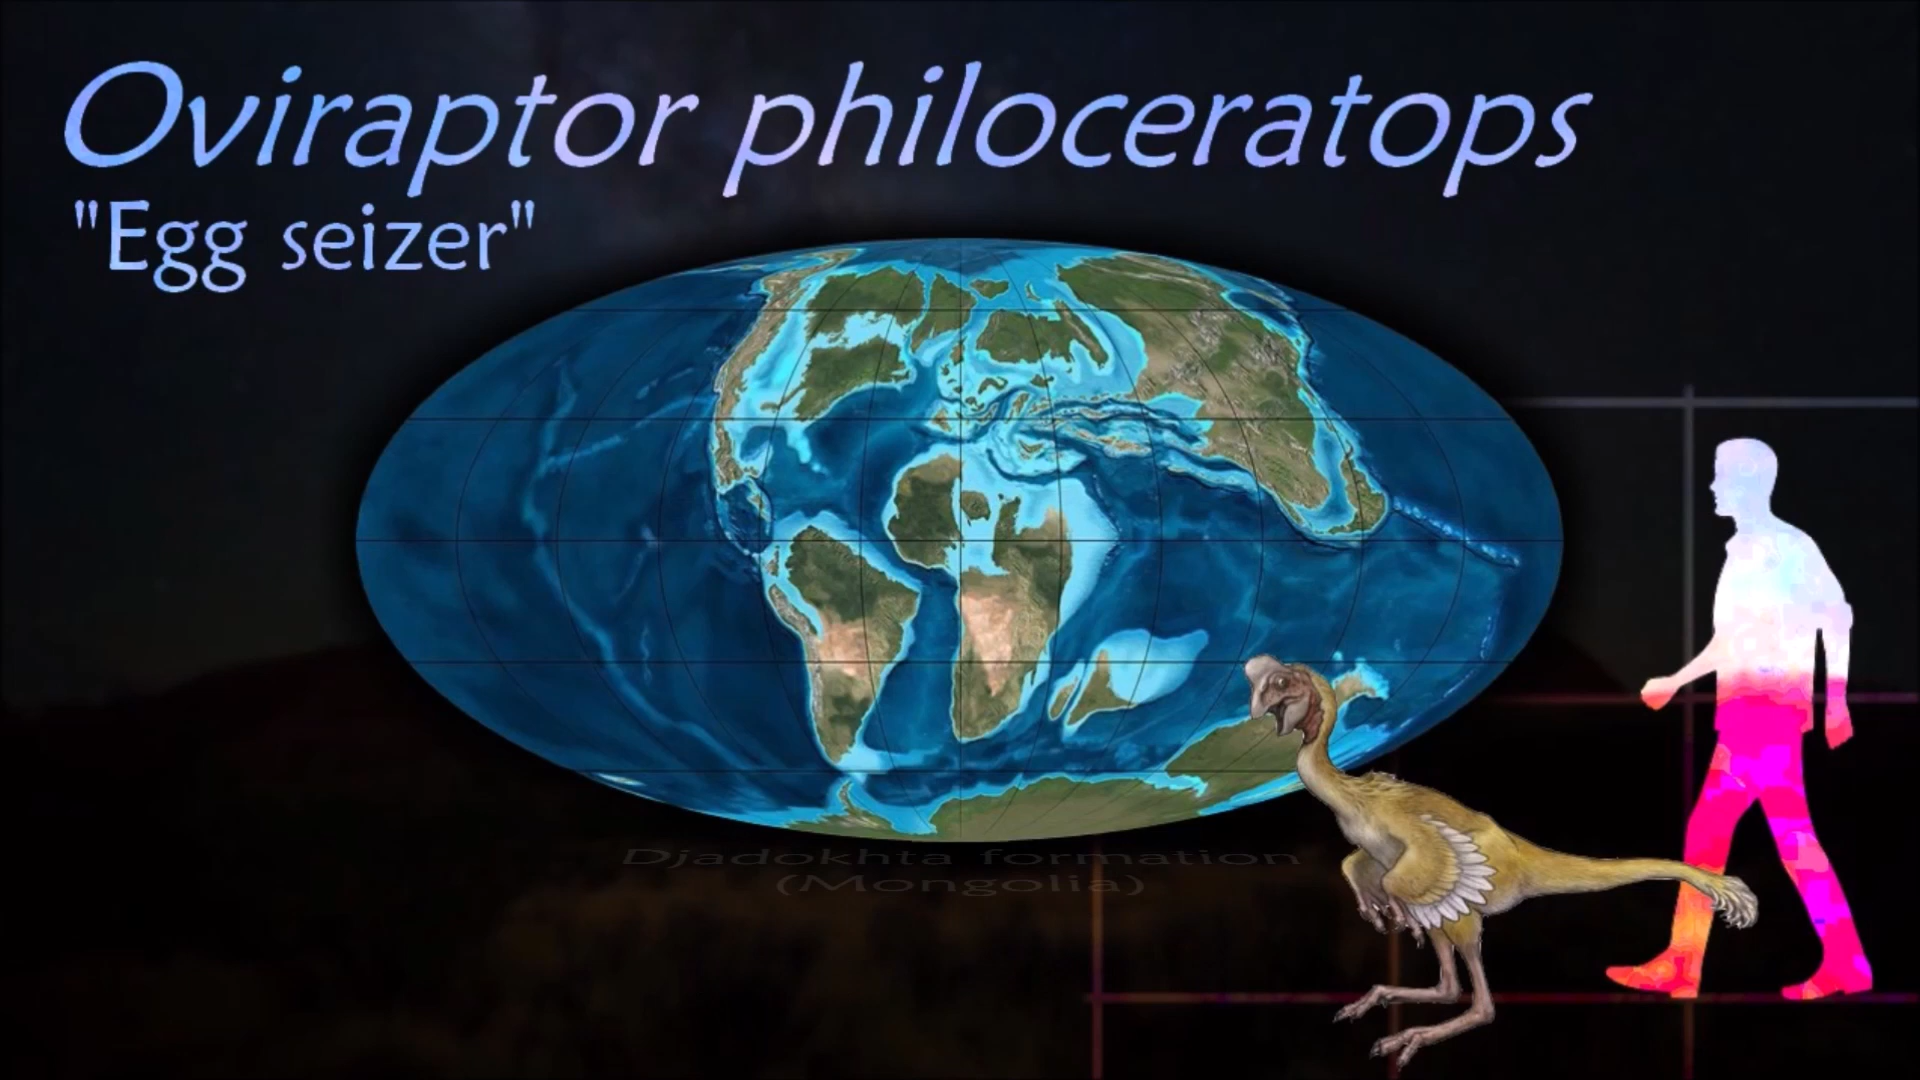 Oviraptor philoceratops
"Egg seizer"
Djadokhta formation
(Mongolia)